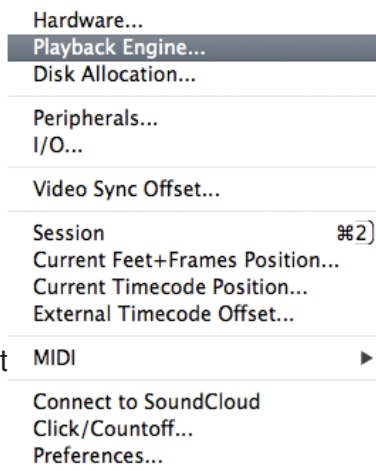 Hardware...
Playback Engine...
Disk Allocation...
Peripherals...
I/O...
Video Sync Offset...
Session ⌘2
Current Feet+Frames Position...
Current Timecode Position...
External Timecode Offset...
t MIDI ▶
Connect to SoundCloud
Click/Countoff...
Preferences...